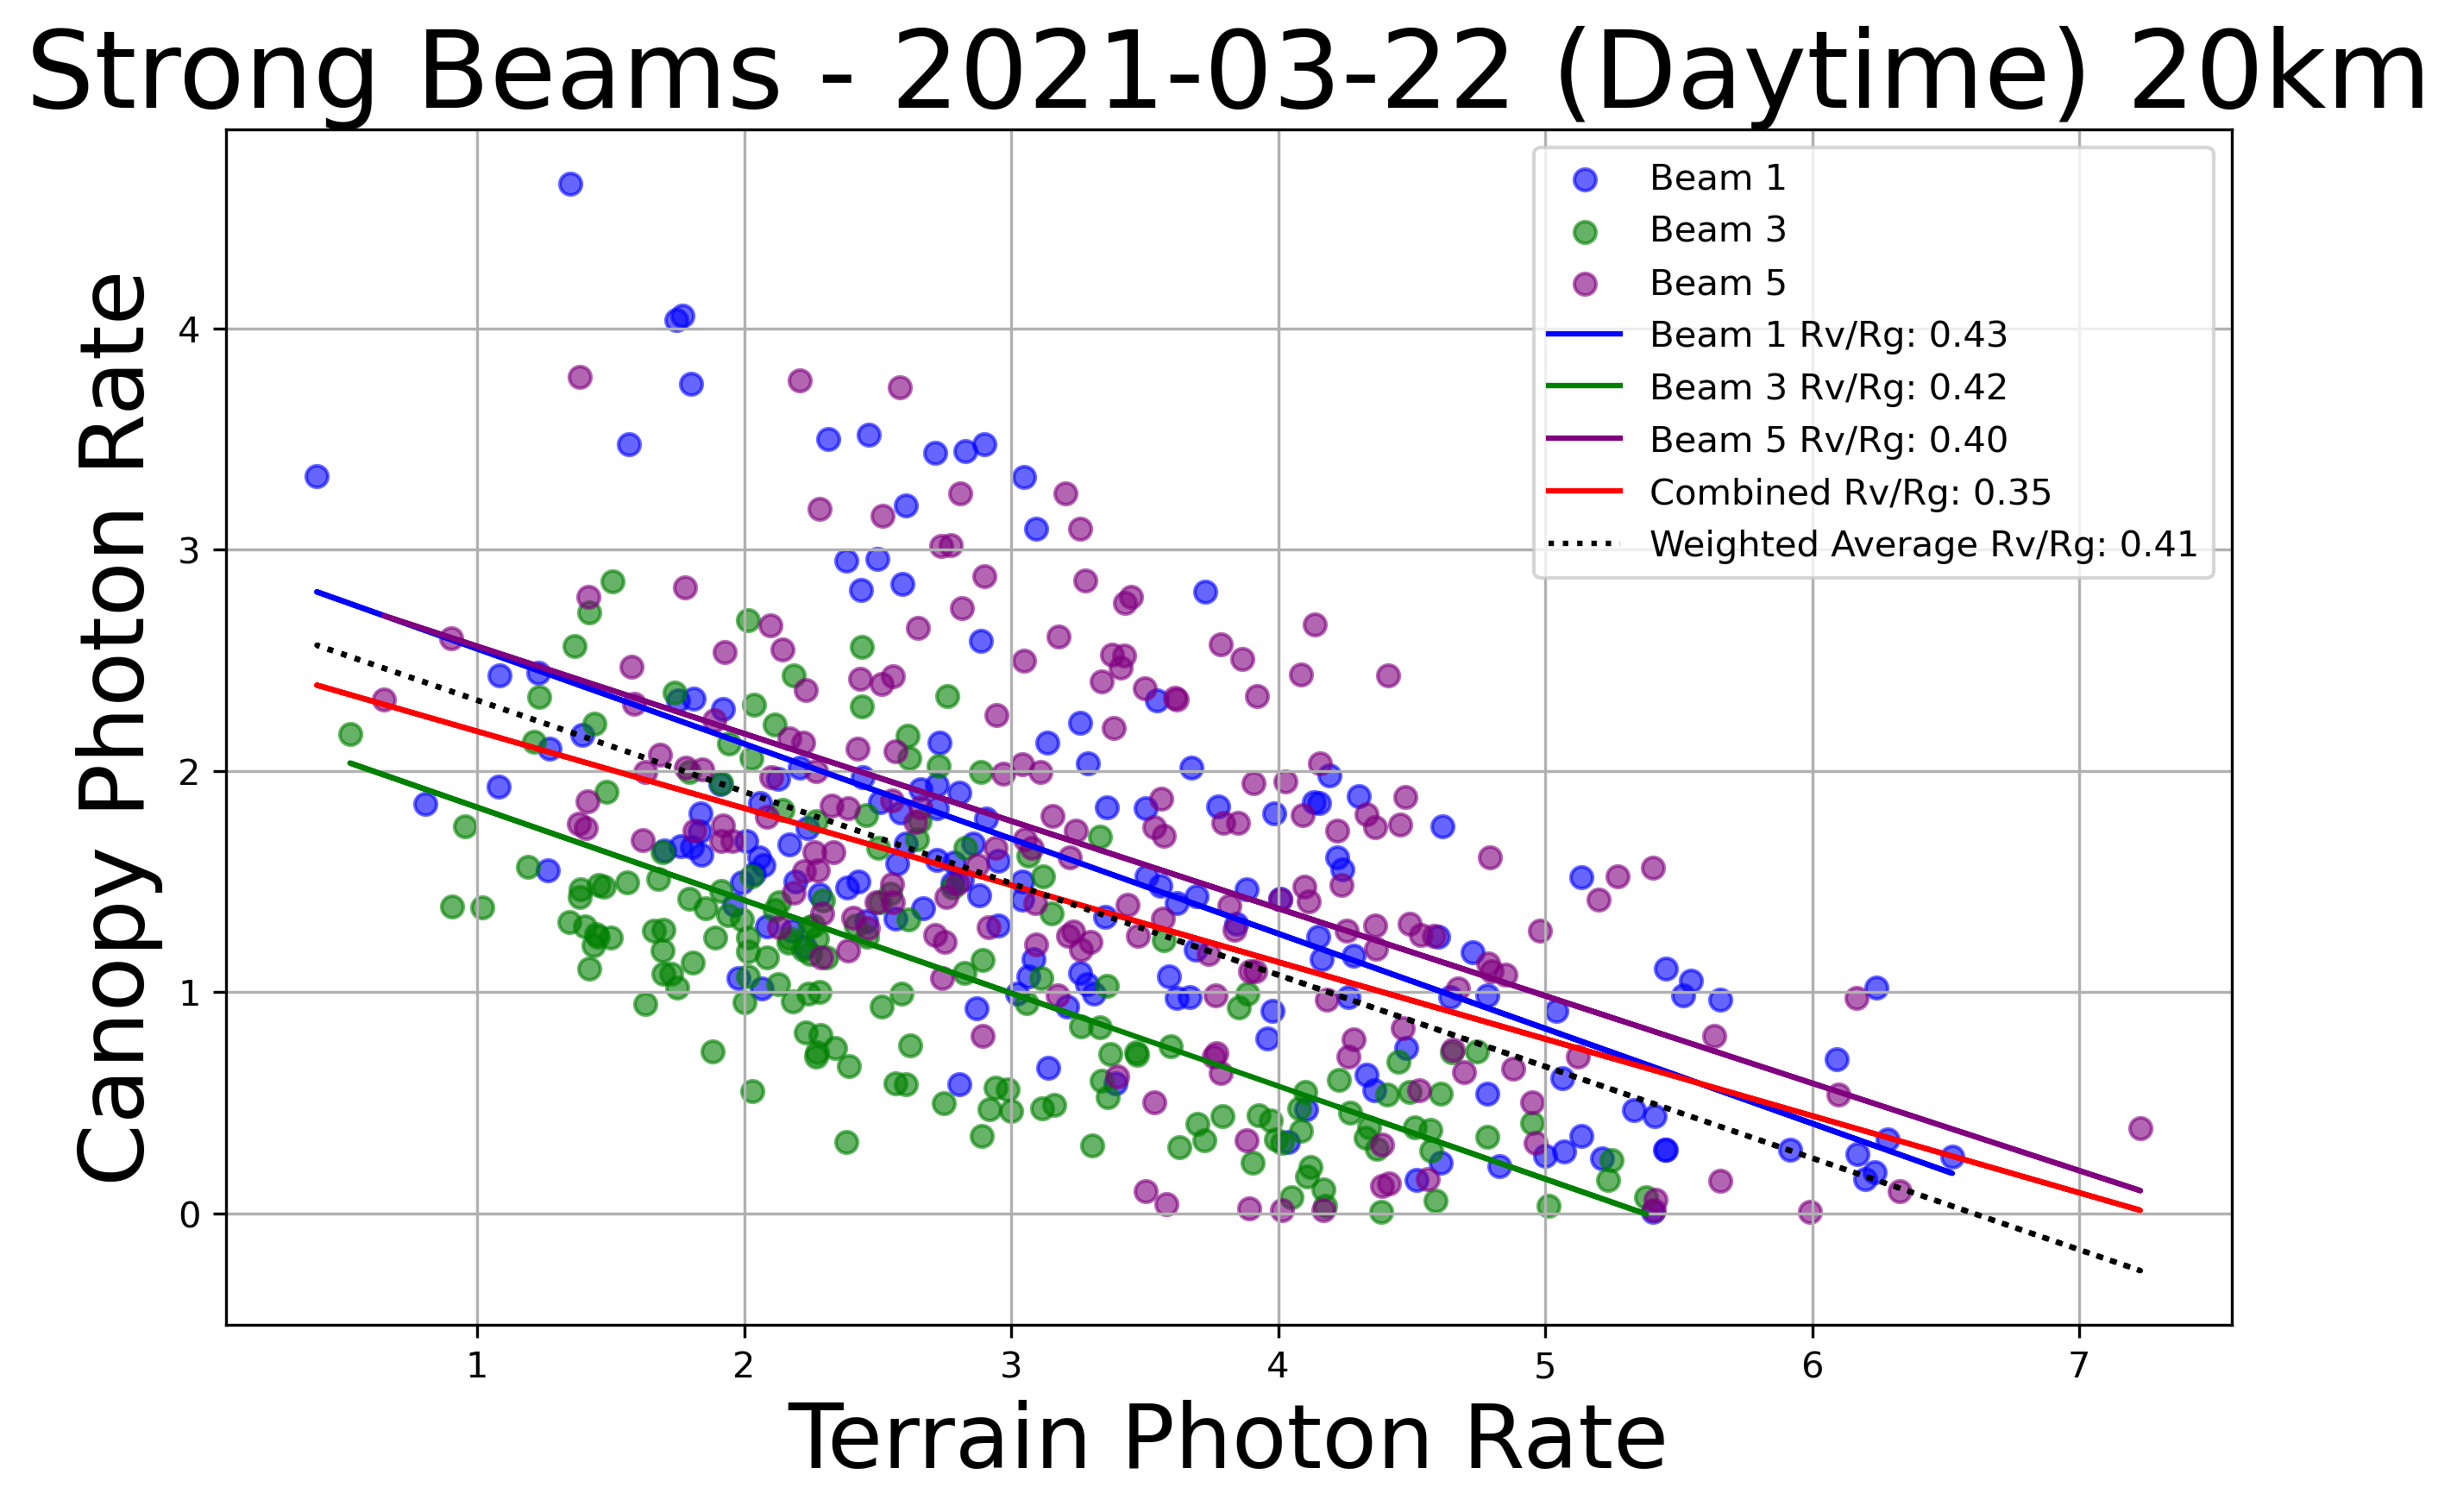 Strong Beams - 2021-03-22 (Daytime) 20km
Beam 1
Beam 3
Beam 5
Beam 1 Rv/Rg: 0.43
Beam 3 Rv/Rg: 0.42
Beam 5 Rv/Rg: 0.40
Combined Rv/Rg: 0.35
Weighted Average Rv/Rg: 0.41
Canopy Photon Rate
4
3
2
1
0
1 2 3 4 5 6 7
Terrain Photon Rate